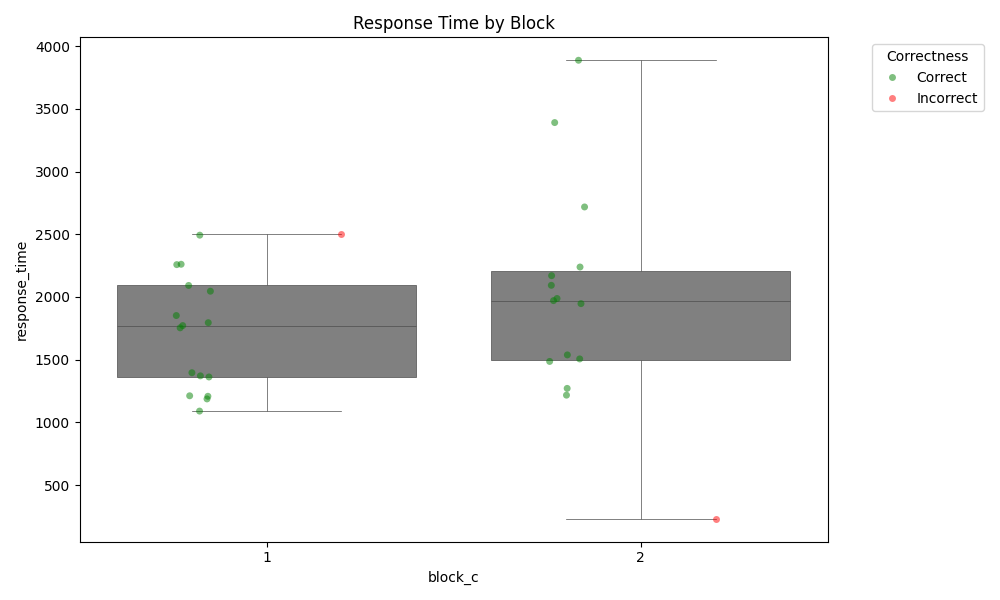 Response Time by Block
Correctness
Correct
Incorrect
response_time
4000
3500
3000
2500
2000
1500
1000
500
1
2
block_c